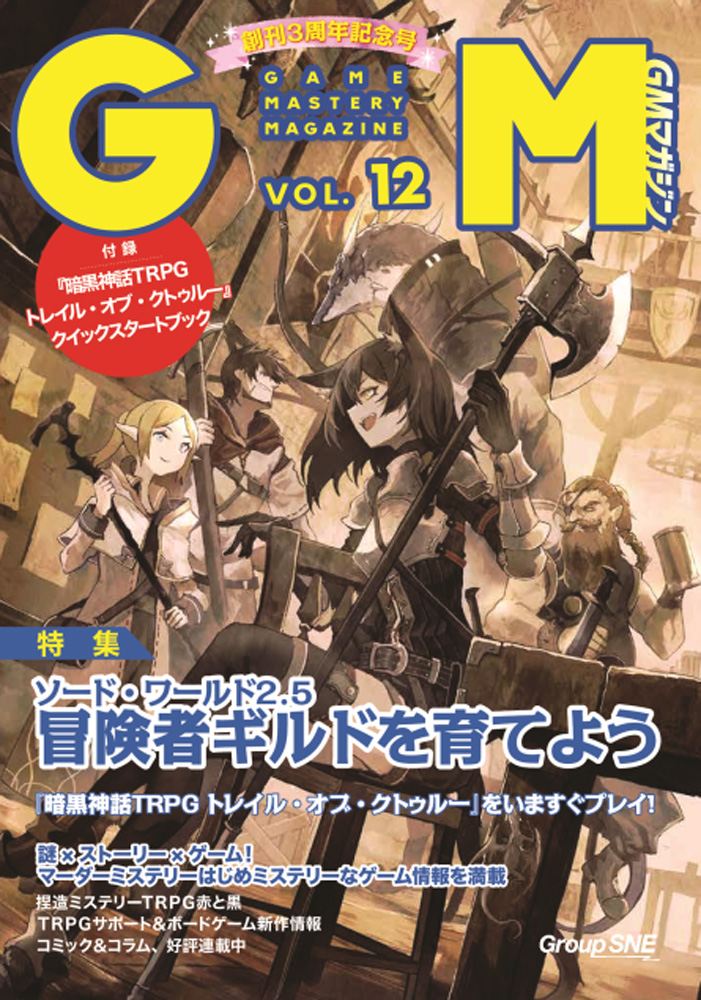 創刊3周年記念号
GM
GAME
MASTERY
MAGAZINE
VOL. 12
GMマガジン
付録
『暗黒神話TRPG
トレイル・オブ・クトゥルー』
クイックスタートブック
特集
ソード・ワールド2.5
冒険者ギルドを育てよう
『暗黒神話TRPG トレイル・オブ・クトゥルー』をいますぐプレイ!
謎×ストーリー×ゲーム!
マーダーミステリーはじめミステリーなゲーム情報を満載
捏造ミステリーTRPG赤と黒
TRPGサポート&ボードゲーム新作情報
コミック&コラム、好評連載中
Group SNE